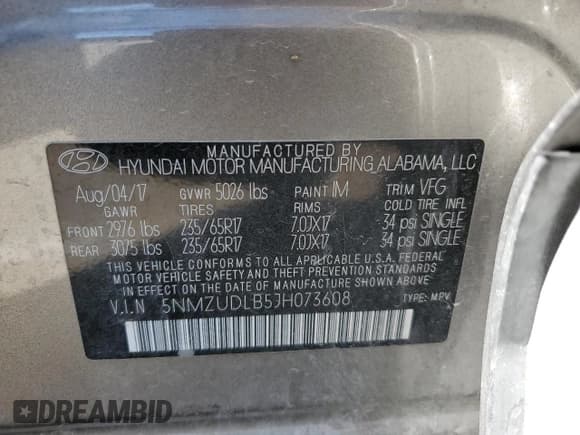 MANUFACTURED BY
HYUNDAI MOTOR MANUFACTURING ALABAMA, LLC
Aug/04/17 GVWR 5026 lbs PAINT IM TRIM VFG
GAWR TIRES RIMS COLD TIRE INFL
FRONT 2976 lbs 235/65R17 7.0JX17 34 psi SINGLE
REAR 3075 lbs 235/65R17 7.0JX17 34 psi SINGLE
THIS VEHICLE CONFORMS TO ALL APPLICABLE U.S.A. FEDERAL
MOTOR VEHICLE SAFETY AND THEFT PREVENTION STANDARDS
IN EFFECT ON THE DATE OF MANUFACTURE SHOWN ABOVE
V.I.N 5NMZUDLB5JH073608 TYPE: MPV
DREAMBID